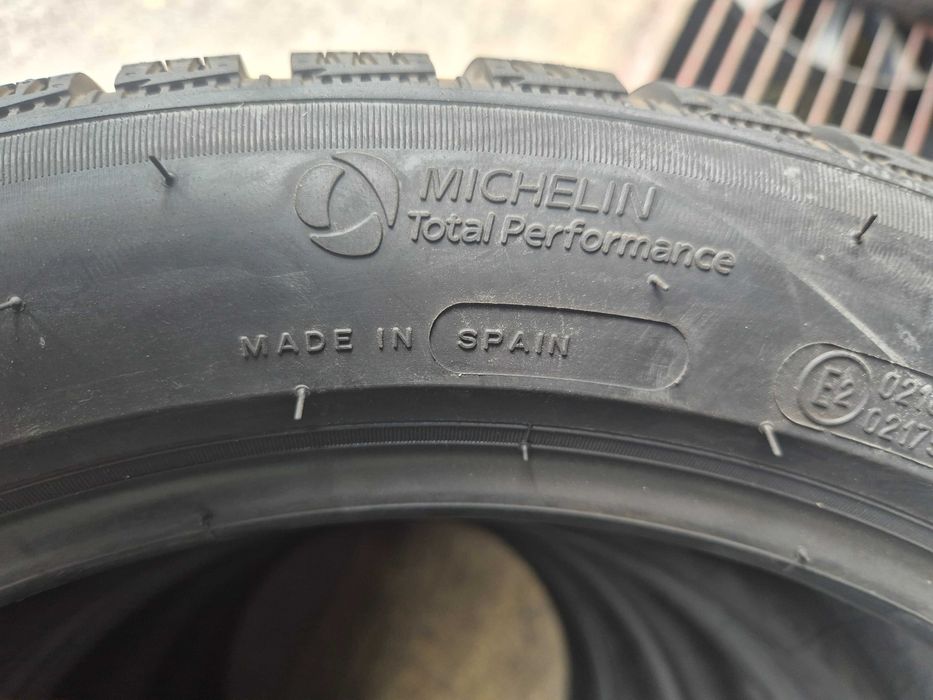 MICHELIN
Total Performance
MADE IN SPAIN
E2